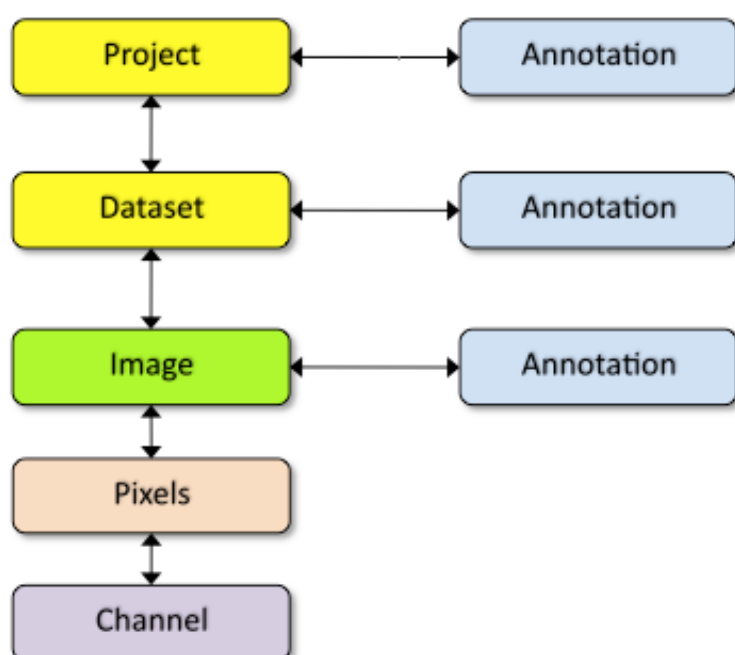 Project
Annotation
Dataset
Annotation
Image
Annotation
Pixels
Channel